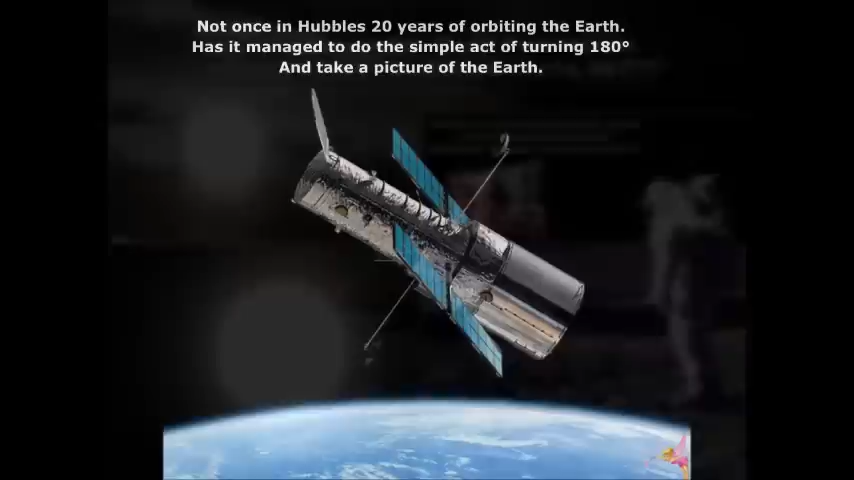 Not once in Hubbles 20 years of orbiting the Earth.
Has it managed to do the simple act of turning 180°
And take a picture of the Earth.